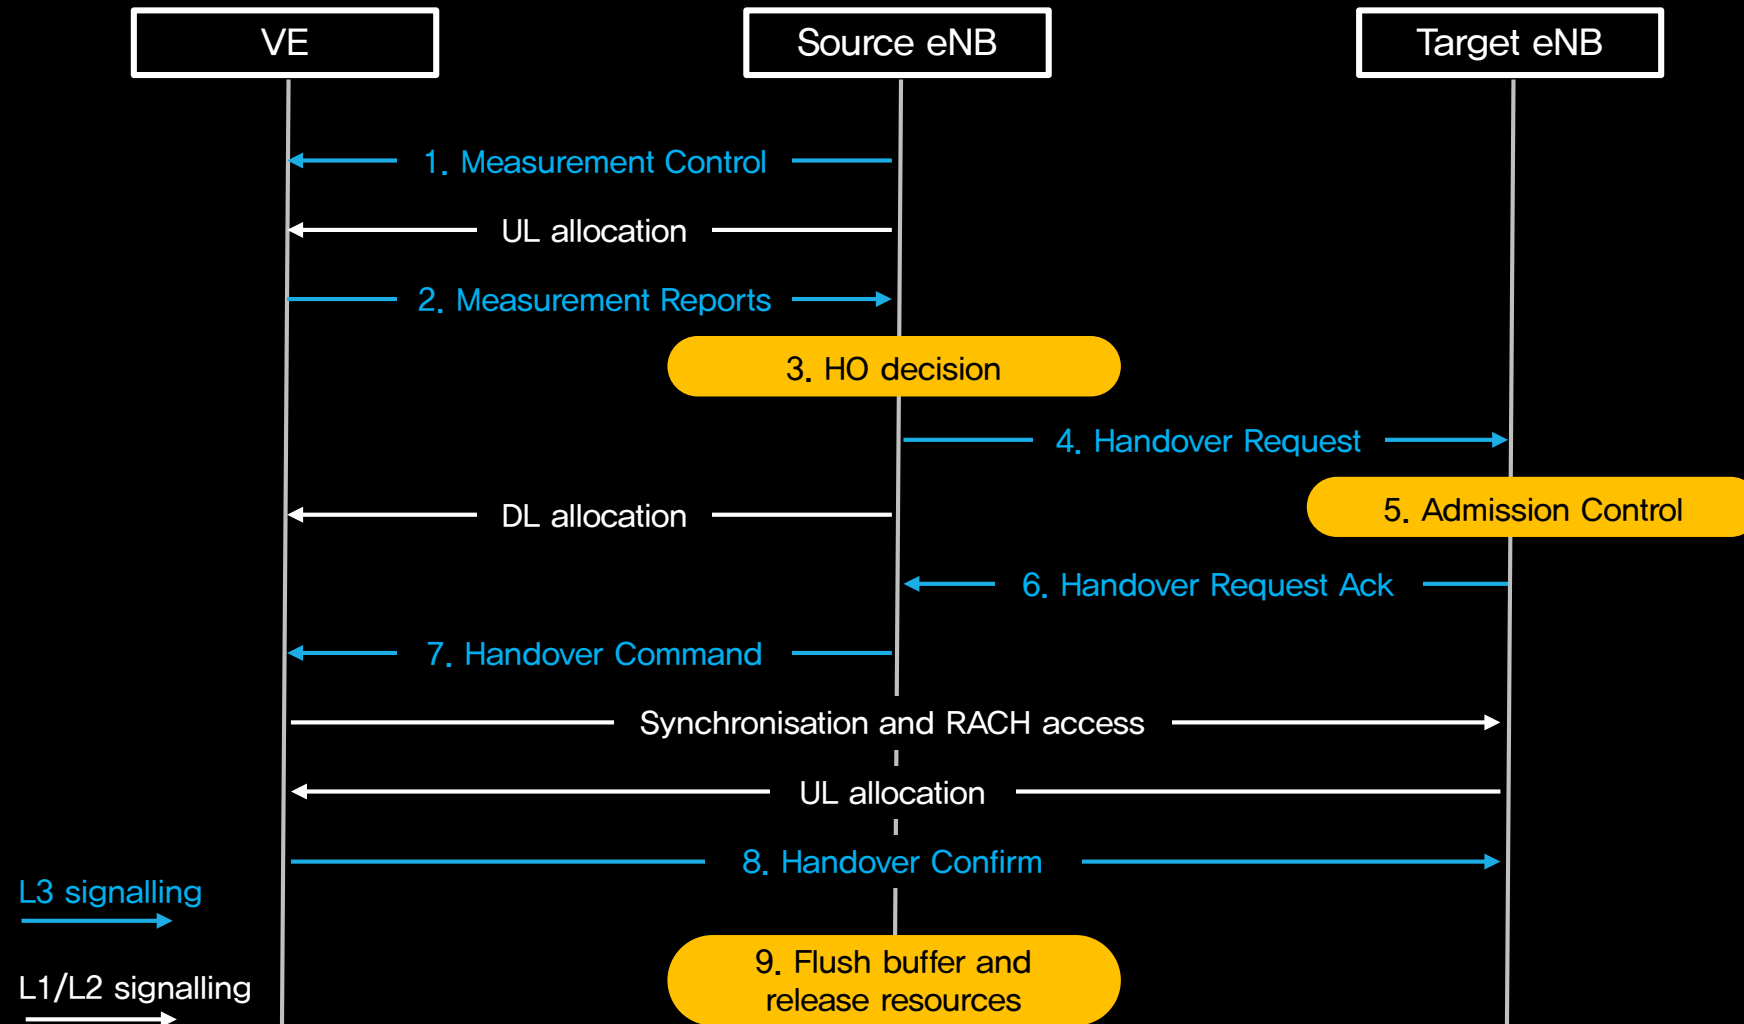 VE
Source eNB
Target eNB
1. Measurement Control
UL allocation
2. Measurement Reports
3. HO decision
4. Handover Request
DL allocation
5. Admission Control
6. Handover Request Ack
7. Handover Command
Synchronisation and RACH access
UL allocation
8. Handover Confirm
L3 signalling
9. Flush buffer and
release resources
L1/L2 signalling